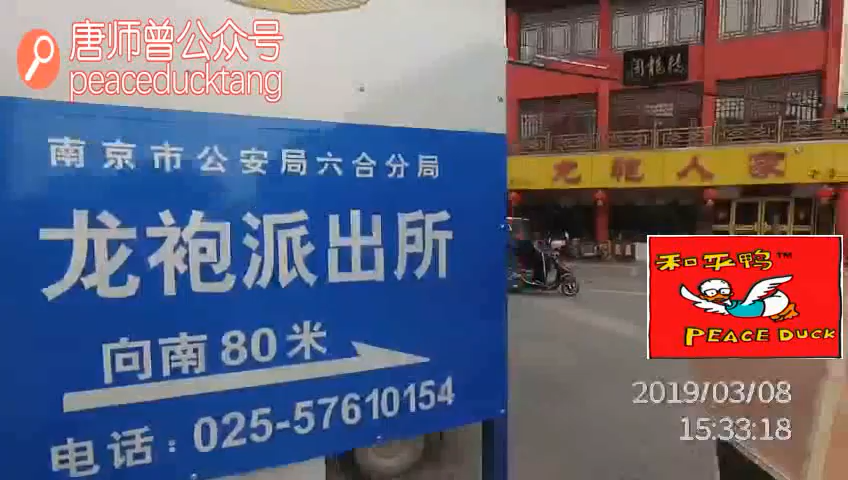 唐师曾公众号
peaceducktang
南京市公安局六合分局
龙袍派出所
向南80米
电话：025-57610154
龙袍人家
和平鸭™
PEACE DUCK
2019/03/08
15:33:18